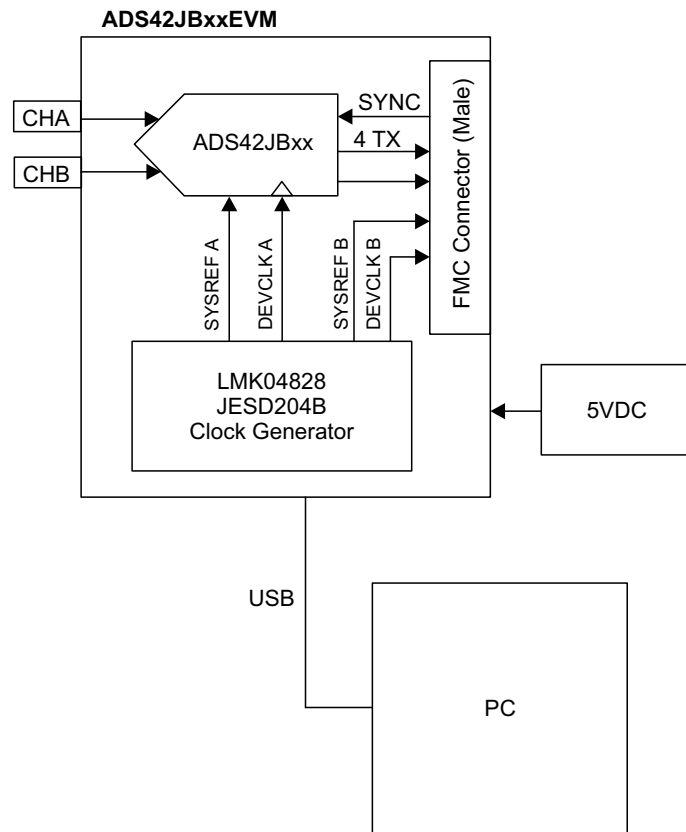 ADS42JBxxEVM
CHA
CHB
ADS42JBxx
SYNC
4 TX
FMC Connector (Male)
SYSREF A
DEVCLK A
SYSREF B
DEVCLK B
LMK04828
JESD204B
Clock Generator
5VDC
USB
PC